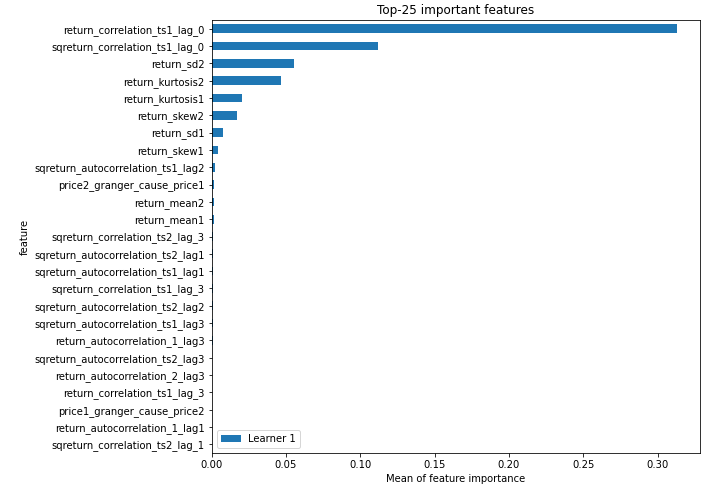 Top-25 important features
return_correlation_ts1_lag_0
sqreturn_correlation_ts1_lag_0
return_sd2
return_kurtosis2
return_kurtosis1
return_skew2
return_sd1
return_skew1
sqreturn_autocorrelation_ts1_lag2
price2_granger_cause_price1
return_mean2
return_mean1
sqreturn_correlation_ts2_lag_3
sqreturn_autocorrelation_ts2_lag1
sqreturn_autocorrelation_ts1_lag1
sqreturn_correlation_ts1_lag_3
sqreturn_autocorrelation_ts2_lag2
sqreturn_autocorrelation_ts1_lag3
return_autocorrelation_1_lag3
sqreturn_autocorrelation_ts2_lag3
return_autocorrelation_2_lag3
return_correlation_ts1_lag_3
price1_granger_cause_price2
return_autocorrelation_1_lag1
sqreturn_correlation_ts2_lag_1
feature
Learner 1
0.00 0.05 0.10 0.15 0.20 0.25 0.30
Mean of feature importance